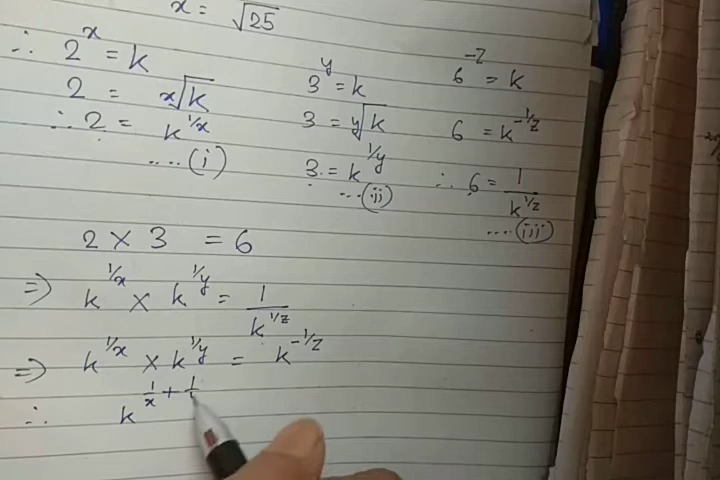 x = √25
∴ 2^x = k
2 = ˣ√k
∴ 2 = k^{1/x}
....(i)
3^y = k
3 = ʸ√k
3 = k^{1/y}
...(ii)
6^{-z} = k
6 = k^{-1/z}
∴ 6 = 1/k^{1/z}
....(iii)
2 × 3 = 6
⇒ k^{1/x} × k^{1/y} = 1/k^{1/z}
⇒ k^{1/x} × k^{1/y} = k^{-1/z}
∴ k^{1/x + 1/